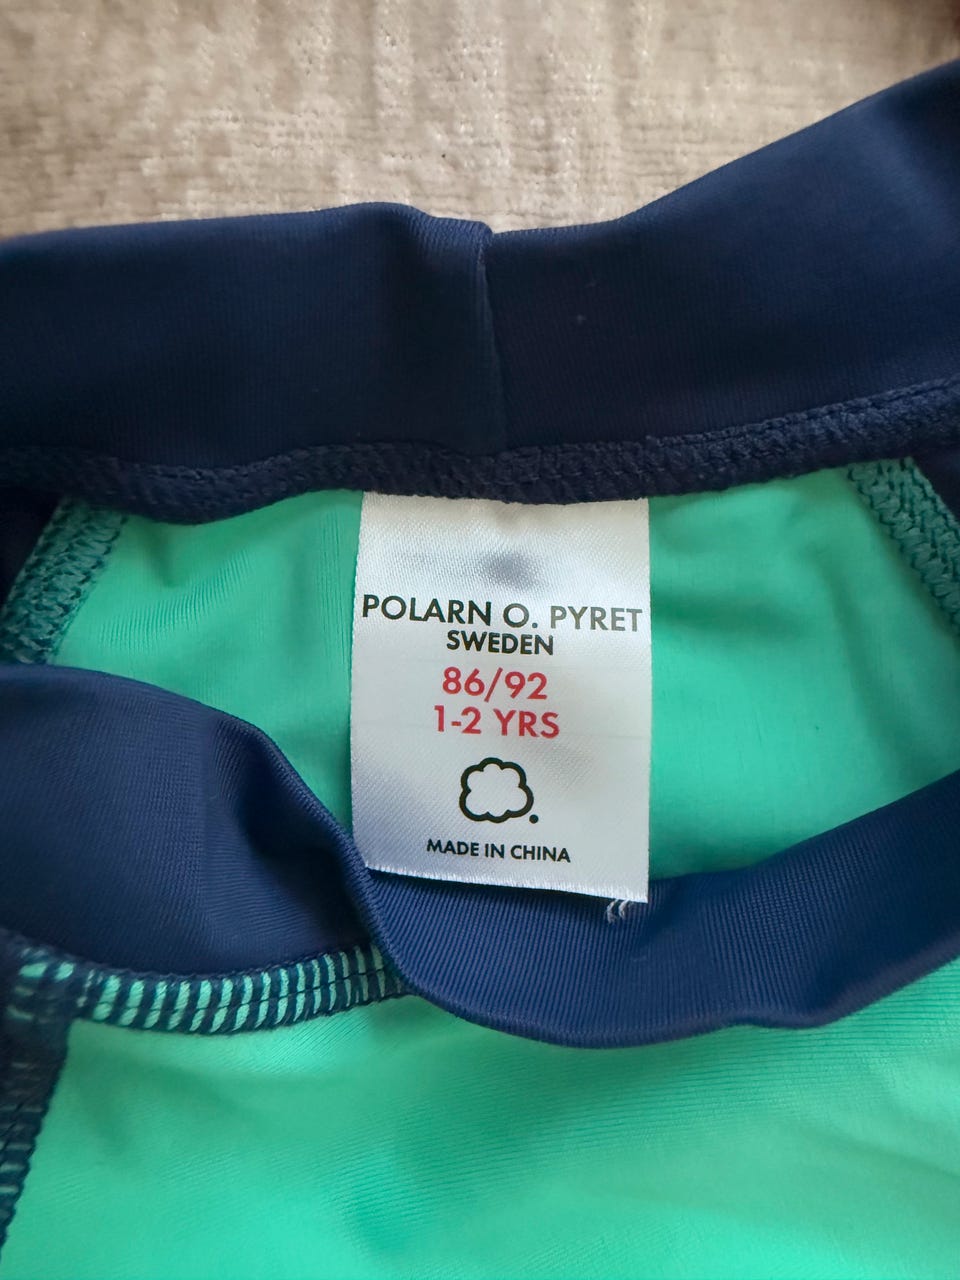 POLARN O. PYRET
SWEDEN
86/92
1-2 YRS
MADE IN CHINA